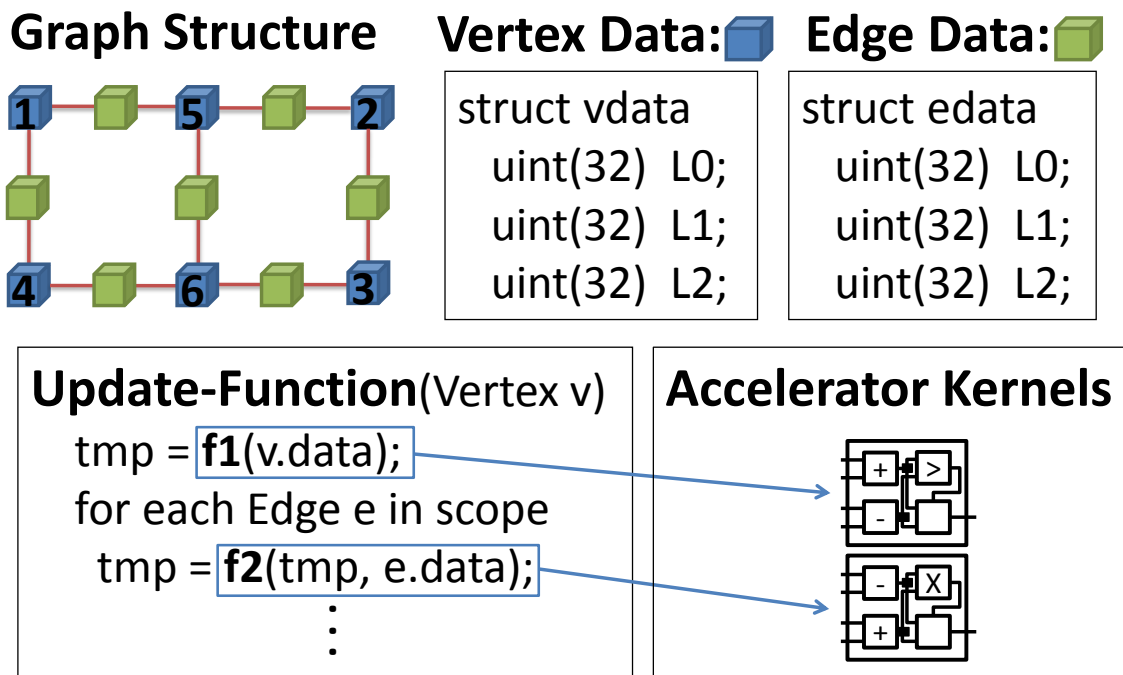 Graph Structure
Vertex Data:
Edge Data:
1 5 2
4 6 3
struct vdata
uint(32) L0;
uint(32) L1;
uint(32) L2;
struct edata
uint(32) L0;
uint(32) L1;
uint(32) L2;
Update-Function(Vertex v)
tmp = f1(v.data);
for each Edge e in scope
tmp = f2(tmp, e.data);
⋮
Accelerator Kernels
+ >
-
- X
+